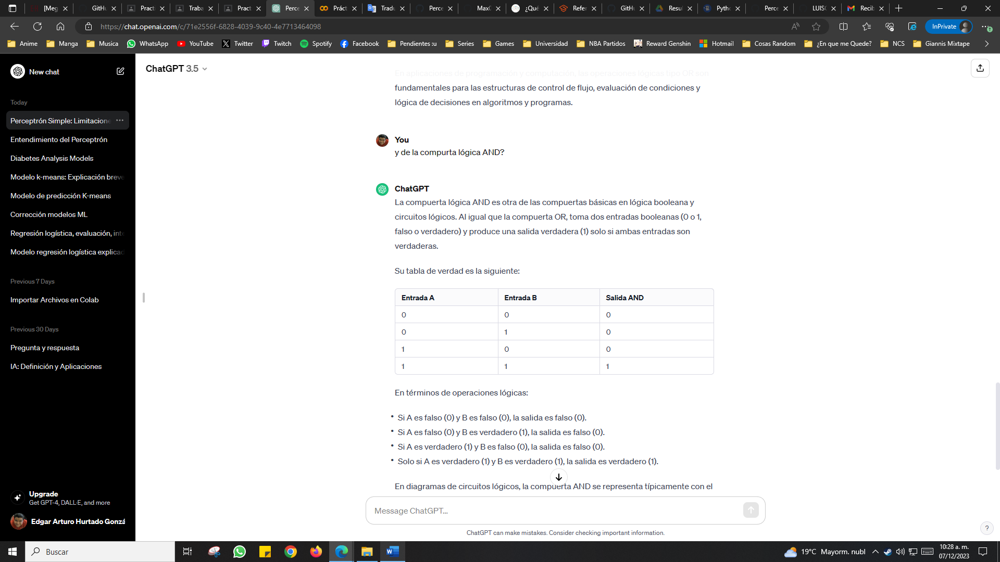 [Meg
GitHu
Practi
Traba
Practi
Perce
Prácti
Tradu
Perce
MaxC
¿Qué
Refer
GitHu
Resul
Pytho
Perce
LUISC
Recib
https://chat.openai.com/c/71e2556f-6828-4039-9c40-4e7713464098
InPrivate
Anime
Manga
Musica
WhatsApp
YouTube
Twitter
Twitch
Spotify
Facebook
Pendientes :u
Series
Games
Universidad
NBA Partidos
Reward Genshin
Hotmail
Cosas Random
¿En que me Quede?
NCS
Giannis Mixtape
New chat
Today
Perceptrón Simple: Limitacione
Entendimiento del Perceptrón
Diabetes Analysis Models
Modelo k-means: Explicación breve
Modelo de predicción K-means
Corrección modelos ML
Regresión logística, evaluación, inte
Modelo regresión logística explicad
Previous 7 Days
Importar Archivos en Colab
Previous 30 Days
Pregunta y respuesta
IA: Definición y Aplicaciones
Upgrade
Get GPT-4, DALL·E, and more
Edgar Arturo Hurtado Gonzá
ChatGPT 3.5
En aplicaciones de programación y computación, las operaciones lógicas tipo OR son
fundamentales para las estructuras de control de flujo, evaluación de condiciones y
lógica de decisiones en algoritmos y programas.
You
y de la compurta lógica AND?
ChatGPT
La compuerta lógica AND es otra de las compuertas básicas en lógica booleana y
circuitos lógicos. Al igual que la compuerta OR, toma dos entradas booleanas (0 o 1,
falso o verdadero) y produce una salida verdadera (1) solo si ambas entradas son
verdaderas.
Su tabla de verdad es la siguiente:
Entrada A Entrada B Salida AND
0 0 0
0 1 0
1 0 0
1 1 1
En términos de operaciones lógicas:
• Si A es falso (0) y B es falso (0), la salida es falso (0).
• Si A es falso (0) y B es verdadero (1), la salida es falso (0).
• Si A es verdadero (1) y B es falso (0), la salida es falso (0).
• Solo si A es verdadero (1) y B es verdadero (1), la salida es verdadero (1).
En diagramas de circuitos lógicos, la compuerta AND se representa típicamente con el
Message ChatGPT...
ChatGPT can make mistakes. Consider checking important information.
?
Buscar
19°C Mayorm. nubl
10:28 a. m.
07/12/2023